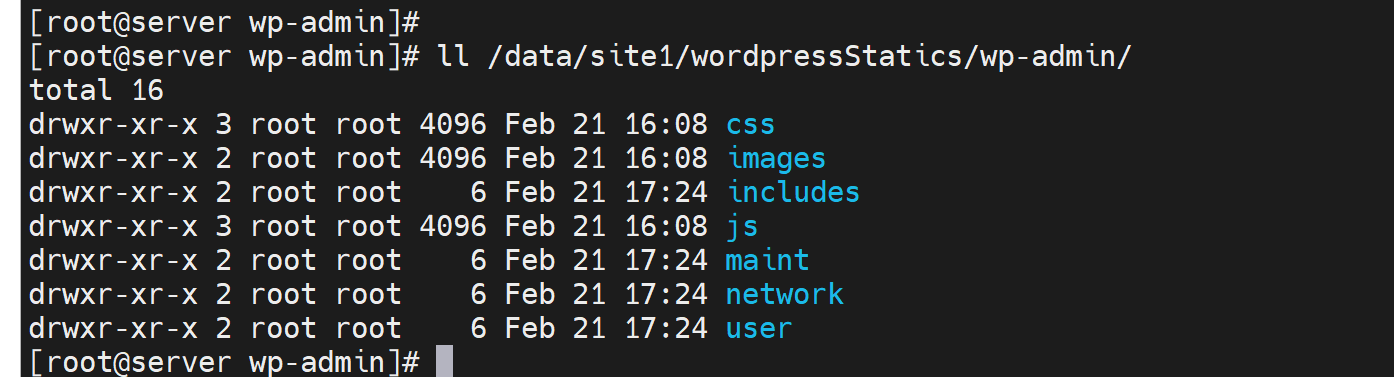 [root@server wp-admin]#
[root@server wp-admin]# ll /data/site1/wordpressStatics/wp-admin/
total 16
drwxr-xr-x 3 root root 4096 Feb 21 16:08 css
drwxr-xr-x 2 root root 4096 Feb 21 16:08 images
drwxr-xr-x 2 root root    6 Feb 21 17:24 includes
drwxr-xr-x 3 root root 4096 Feb 21 16:08 js
drwxr-xr-x 2 root root    6 Feb 21 17:24 maint
drwxr-xr-x 2 root root    6 Feb 21 17:24 network
drwxr-xr-x 2 root root    6 Feb 21 17:24 user
[root@server wp-admin]#